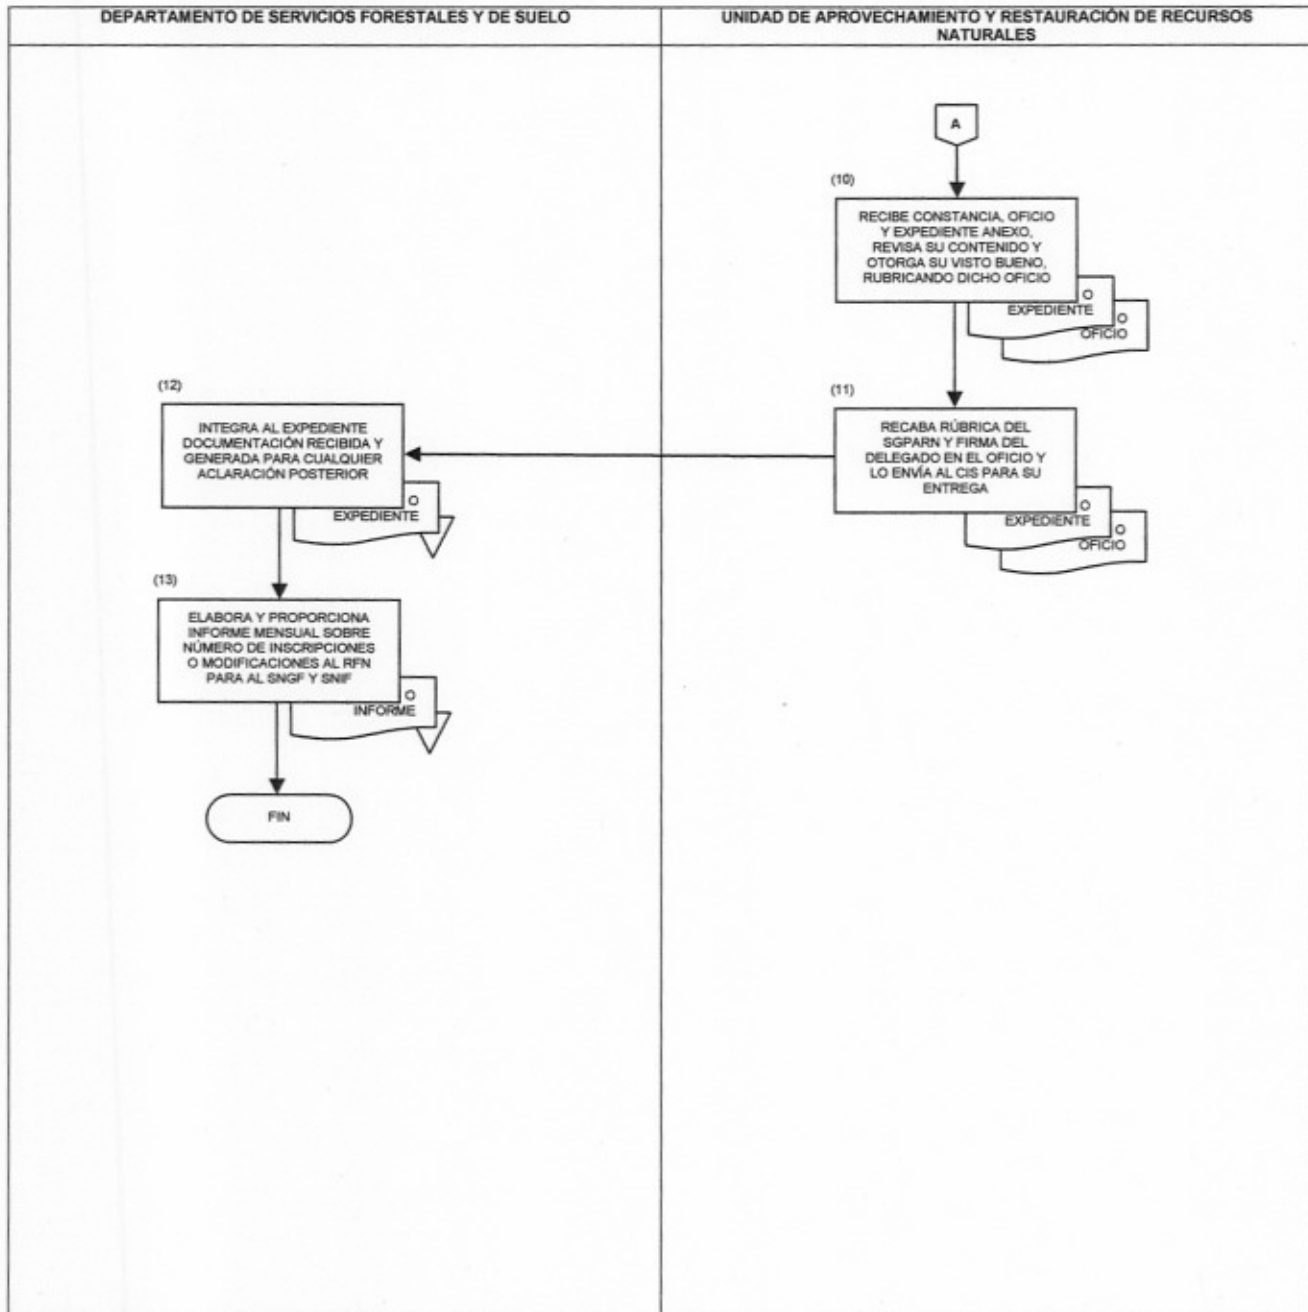 DEPARTAMENTO DE SERVICIOS FORESTALES Y DE SUELO
UNIDAD DE APROVECHAMIENTO Y RESTAURACIÓN DE RECURSOS
NATURALES
A
(10)
RECIBE CONSTANCIA, OFICIO
Y EXPEDIENTE ANEXO,
REVISA SU CONTENIDO Y
OTORGA SU VISTO BUENO,
RUBRICANDO DICHO OFICIO
O
EXPEDIENTE
O
OFICIO
(11)
RECABA RÚBRICA DEL
SGPARN Y FIRMA DEL
DELEGADO EN EL OFICIO Y
LO ENVÍA AL CIS PARA SU
ENTREGA
O
EXPEDIENTE
O
OFICIO
(12)
INTEGRA AL EXPEDIENTE
DOCUMENTACIÓN RECIBIDA Y
GENERADA PARA CUALQUIER
ACLARACIÓN POSTERIOR
O
EXPEDIENTE
(13)
ELABORA Y PROPORCIONA
INFORME MENSUAL SOBRE
NÚMERO DE INSCRIPCIONES
O MODIFICACIONES AL RFN
PARA AL SNGF Y SNIF
O
INFORME
FIN